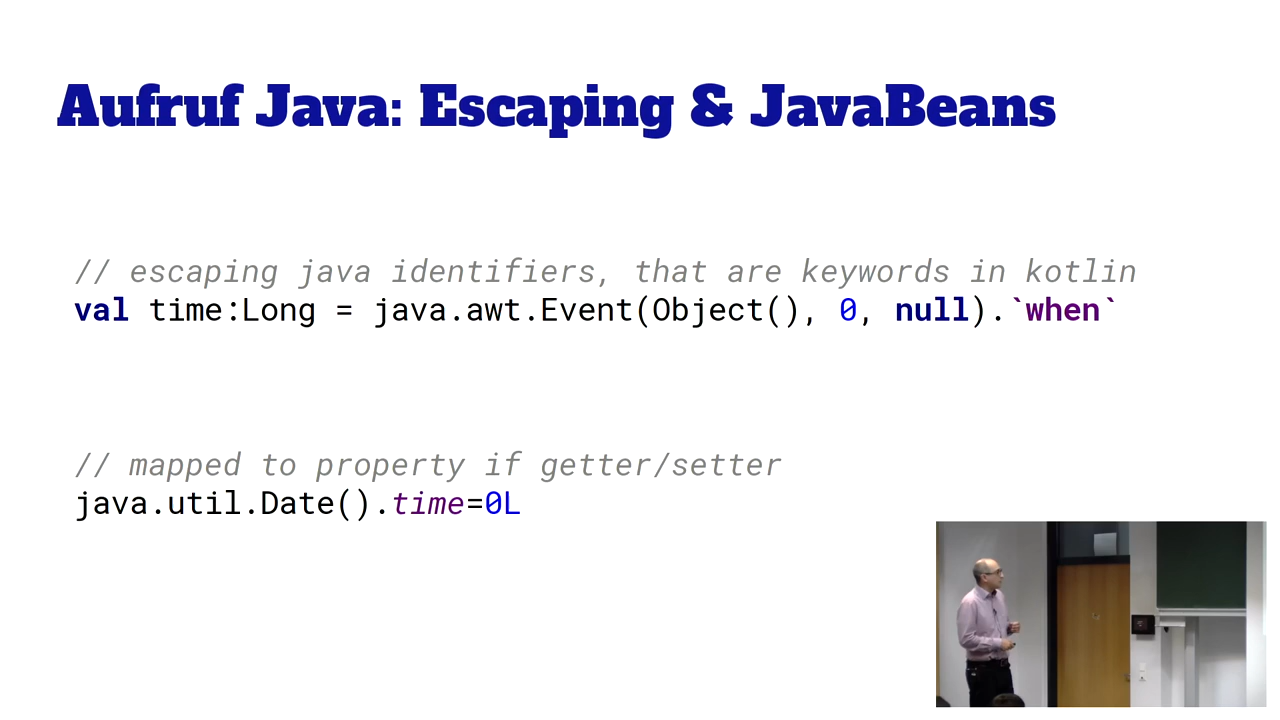 Aufruf Java: Escaping & JavaBeans
// escaping java identifiers, that are keywords in kotlin
val time:Long = java.awt.Event(Object(), 0, null).`when`
// mapped to property if getter/setter
java.util.Date().time=0L